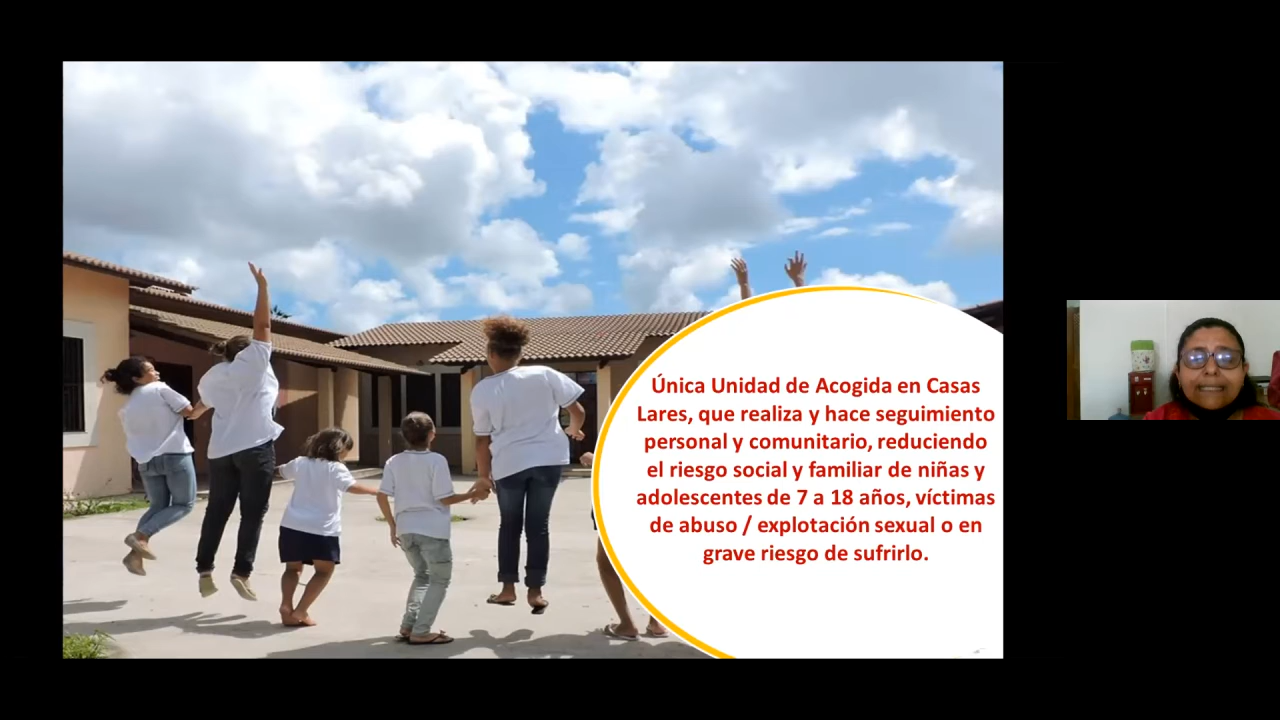 Única Unidad de Acogida en Casas
Lares, que realiza y hace seguimiento
personal y comunitario, reduciendo
el riesgo social y familiar de niñas y
adolescentes de 7 a 18 años, víctimas
de abuso / explotación sexual o en
grave riesgo de sufrirlo.